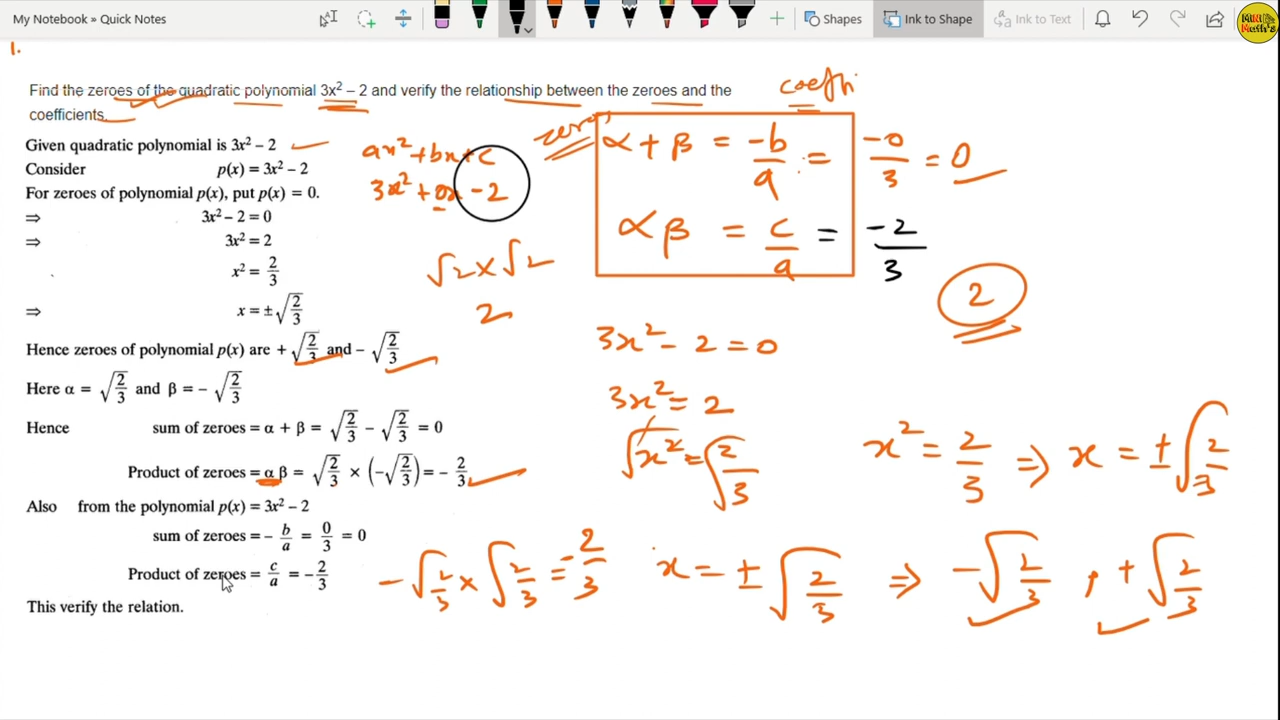 My Notebook » Quick Notes
Shapes
Ink to Shape
Ink to Text
MKR Math's
1.
Find the zeroes of the quadratic polynomial 3x² – 2 and verify the relationship between the zeroes and the
coefficients.
coeffi
zeroes
Given quadratic polynomial is 3x² – 2
Consider p(x) = 3x² – 2
For zeroes of polynomial p(x), put p(x) = 0.
⇒ 3x² – 2 = 0
⇒ 3x² = 2
x² = 2/3
⇒ x = ±√(2/3)
Hence zeroes of polynomial p(x) are + √(2/3) and – √(2/3)
Here α = √(2/3) and β = – √(2/3)
Hence sum of zeroes = α + β = √(2/3) – √(2/3) = 0
Product of zeroes = α β = √(2/3) × (–√(2/3)) = – 2/3
Also from the polynomial p(x) = 3x² – 2
sum of zeroes = – b/a = 0/3 = 0
Product of zeroes = c/a = – 2/3
This verify the relation.
ax² + bx + c
3x² + 0x – 2
√2 × √2
2
α + β = -b/a = -0/3 = 0
αβ = c/a = -2/3
2
3x² – 2 = 0
3x² = 2
√x² = √(2/3)
x² = 2/3 ⇒ x = ± √(2/3)
– √(2/3) × √(2/3) = -2/3
x = ± √(2/3) ⇒ – √(2/3) , + √(2/3)